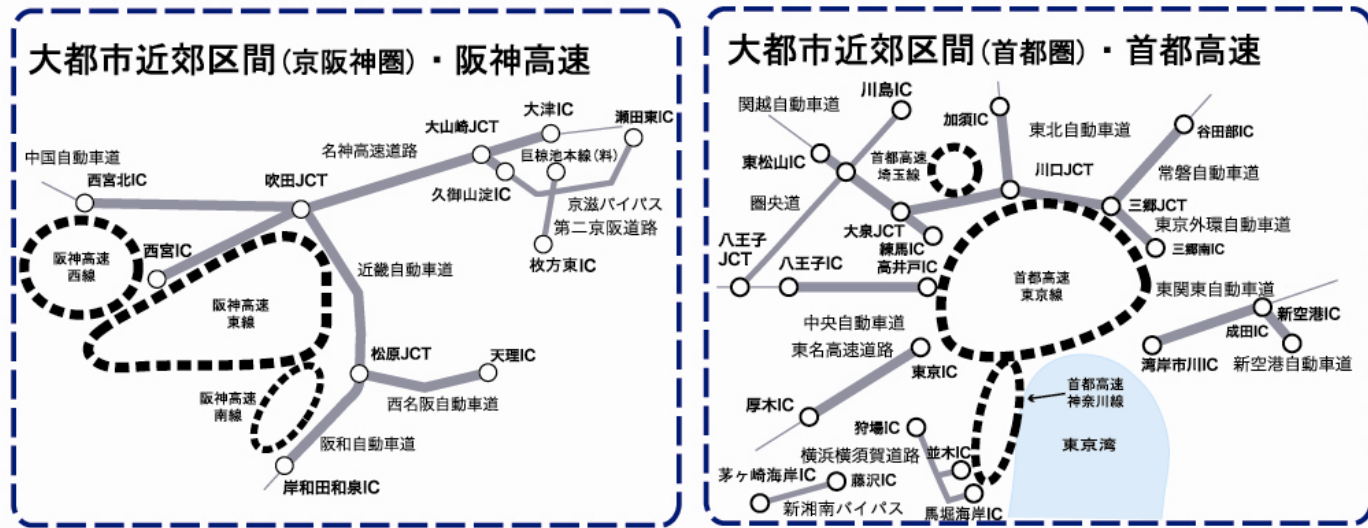 大都市近郊区間(京阪神圏)・阪神高速
大津IC
瀬田東IC
大山崎JCT
中国自動車道
名神高速道路
巨椋池本線(料)
西宮北IC
吹田JCT
久御山淀IC
京滋バイパス
第二京阪道路
西宮IC
枚方東IC
阪神高速
西線
近畿自動車道
阪神高速
東線
松原JCT
天理IC
阪神高速
南線
西名阪自動車道
阪和自動車道
岸和田和泉IC
大都市近郊区間(首都圏)・首都高速
川島IC
関越自動車道
加須IC
東北自動車道
谷田部IC
東松山IC
首都高速
埼玉線
川口JCT
常磐自動車道
圏央道
三郷JCT
大泉JCT
東京外環自動車道
練馬IC
三郷南IC
八王子
JCT
八王子IC
高井戸IC
首都高速
東京線
東関東自動車道
新空港IC
中央自動車道
成田IC
東名高速道路
湾岸市川IC
新空港自動車道
東京IC
首都高速
神奈川線
厚木IC
狩場IC
東京湾
横浜横須賀道路
並木IC
茅ヶ崎海岸IC
藤沢IC
新湘南バイパス
馬堀海岸IC